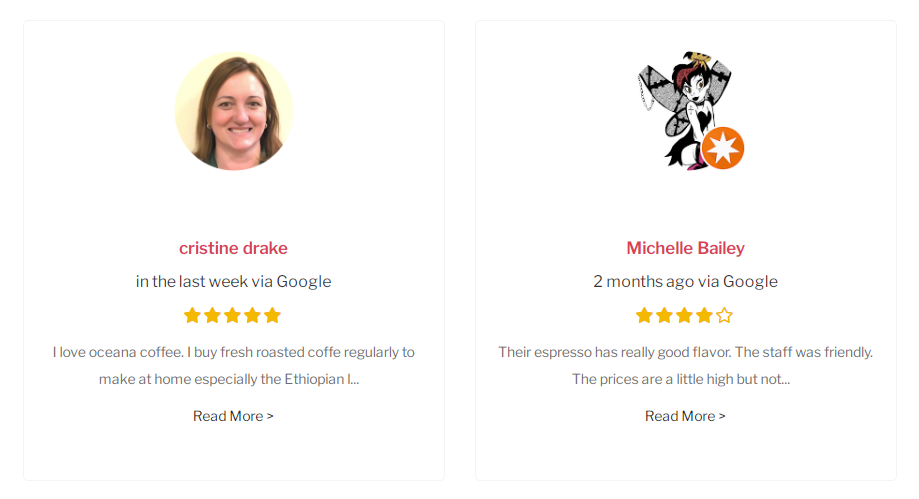 cristine drake
in the last week via Google
I love oceana coffee. I buy fresh roasted coffe regularly to
make at home especially the Ethiopian I...
Read More >
Michelle Bailey
2 months ago via Google
Their espresso has really good flavor. The staff was friendly.
The prices are a little high but not...
Read More >